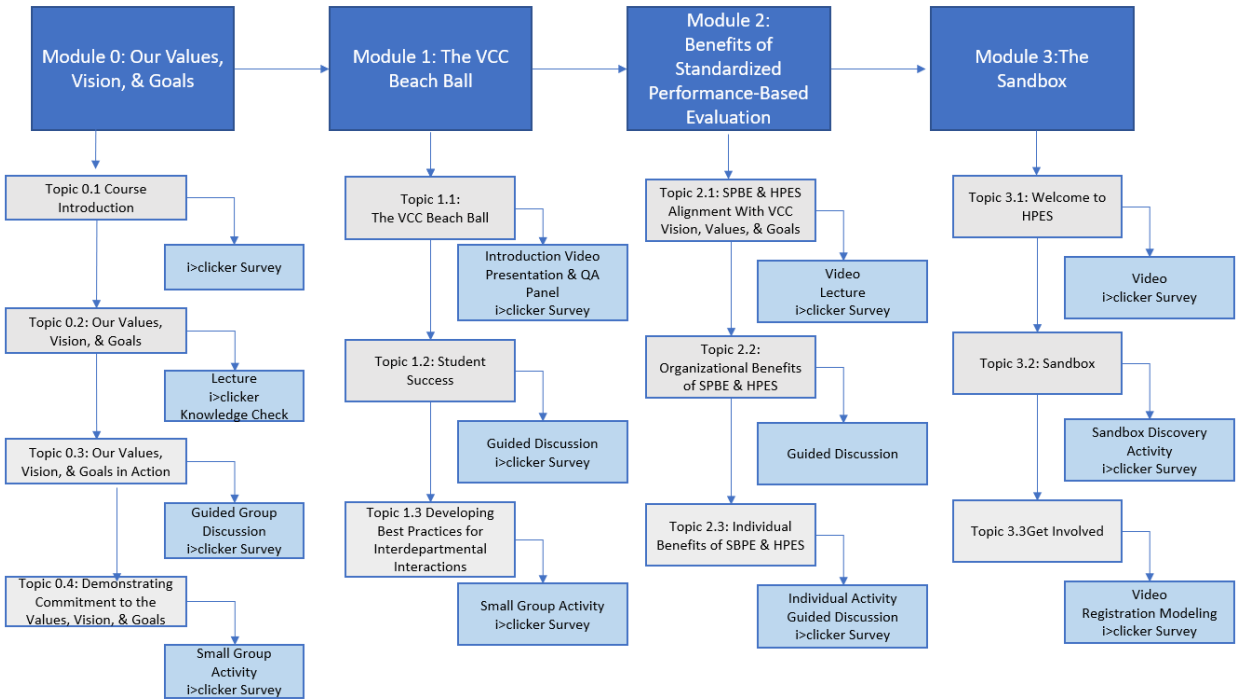 Module 0: Our Values,
Vision, & Goals
Module 1: The VCC
Beach Ball
Module 2:
Benefits of
Standardized
Performance-Based
Evaluation
Module 3:The
Sandbox
Topic 0.1 Course
Introduction
i>clicker Survey
Topic 0.2: Our Values,
Vision, & Goals
Lecture
i>clicker
Knowledge Check
Topic 0.3: Our Values,
Vision, & Goals in Action
Guided Group
Discussion
i>clicker Survey
Topic 0.4: Demonstrating
Commitment to the
Values, Vision, & Goals
Small Group
Activity
i>clicker Survey
Topic 1.1:
The VCC Beach Ball
Introduction Video
Presentation & QA
Panel
i>clicker Survey
Topic 1.2: Student
Success
Guided Discussion
i>clicker Survey
Topic 1.3 Developing
Best Practices for
Interdepartmental
Interactions
Small Group Activity
i>clicker Survey
Topic 2.1: SPBE & HPES
Alignment With VCC
Vision, Values, & Goals
Video
Lecture
i>clicker Survey
Topic 2.2:
Organizational Benefits
of SPBE & HPES
Guided Discussion
Topic 2.3: Individual
Benefits of SBPE & HPES
Individual Activity
Guided Discussion
i>clicker Survey
Topic 3.1: Welcome to
HPES
Video
i>clicker Survey
Topic 3.2: Sandbox
Sandbox Discovery
Activity
i>clicker Survey
Topic 3.3Get Involved
Video
Registration Modeling
i>clicker Survey